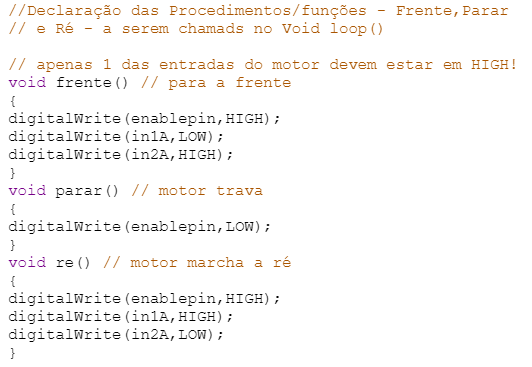 //Declaração das Procedimentos/funções - Frente,Parar
// e Ré - a serem chamads no Void loop()
// apenas 1 das entradas do motor devem estar em HIGH!
void frente() // para a frente
{
digitalWrite(enablepin,HIGH);
digitalWrite(in1A,LOW);
digitalWrite(in2A,HIGH);
}
void parar() // motor trava
{
digitalWrite(enablepin,LOW);
}
void re() // motor marcha a ré
{
digitalWrite(enablepin,HIGH);
digitalWrite(in1A,HIGH);
digitalWrite(in2A,LOW);
}